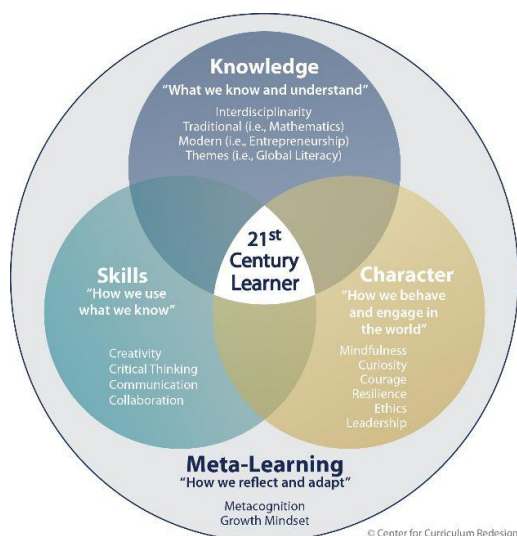 Knowledge
“What we know and understand”
Interdisciplinarity
Traditional (i.e., Mathematics)
Modern (i.e., Entrepreneurship)
Themes (i.e., Global Literacy)
21st
Century
Learner
Skills
“How we use
what we know”
Creativity
Critical Thinking
Communication
Collaboration
Character
“How we behave
and engage in
the world”
Mindfulness
Curiosity
Courage
Resilience
Ethics
Leadership
Meta-Learning
“How we reflect and adapt”
Metacognition
Growth Mindset
© Center for Curriculum Redesign